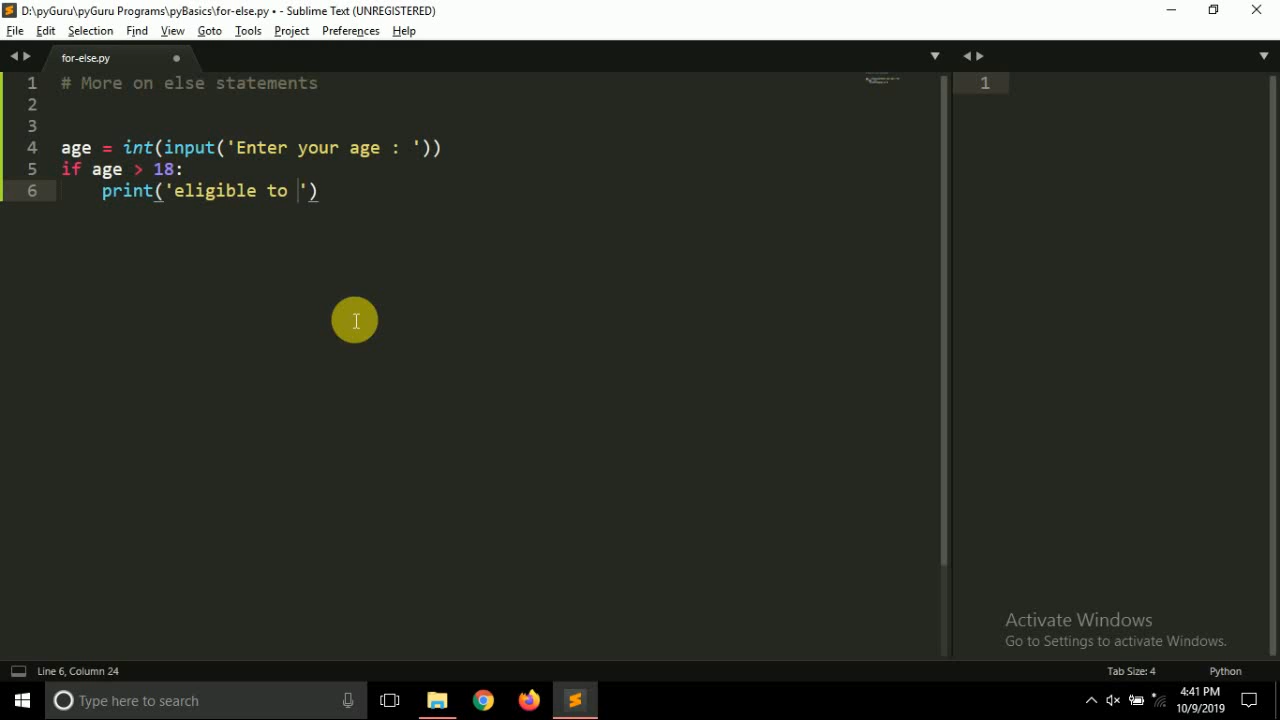 D:\pyGuru\pyGuru Programs\pyBasics\for-else.py • - Sublime Text (UNREGISTERED)
File Edit Selection Find View Goto Tools Project Preferences Help
for-else.py
1 # More on else statements
2
3
4 age = int(input('Enter your age : '))
5 if age > 18:
6 print('eligible to ')
1
Activate Windows
Go to Settings to activate Windows.
Line 6, Column 24
Tab Size: 4
Python
Type here to search
4:41 PM
10/9/2019